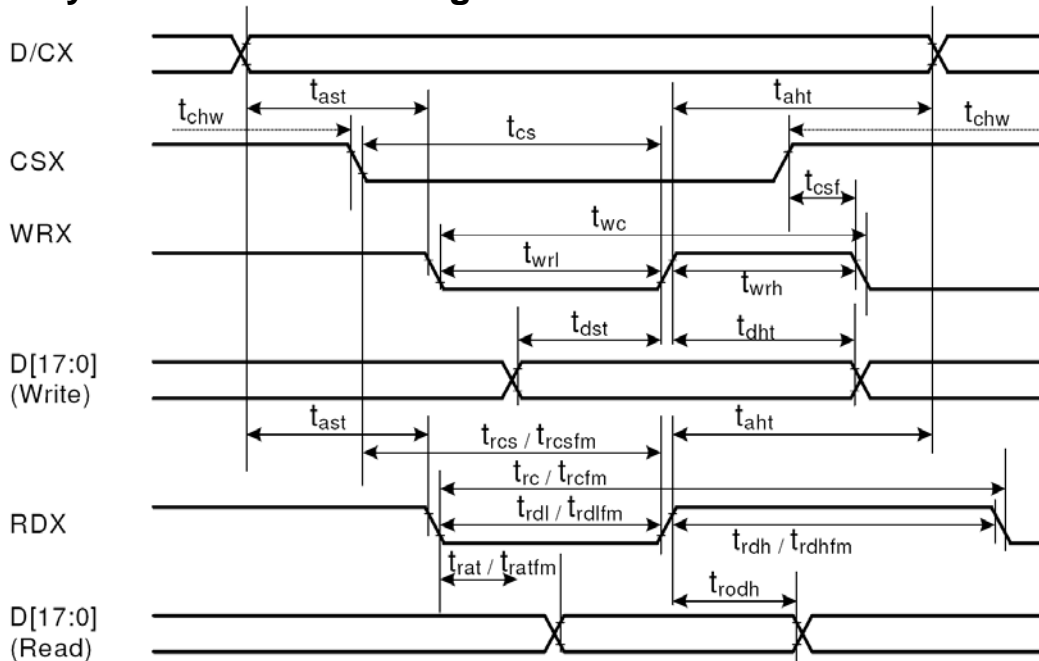 D/CX
t_ast
t_aht
t_chw
t_cs
t_chw
CSX
t_csf
WRX
t_wc
t_wrl
t_wrh
t_dst
t_dht
D[17:0]
(Write)
t_ast
t_aht
t_rcs / t_rcsfm
t_rc / t_rcfm
RDX
t_rdl / t_rdlfm
t_rdh / t_rdhfm
t_rat / t_ratfm
t_rodh
D[17:0]
(Read)